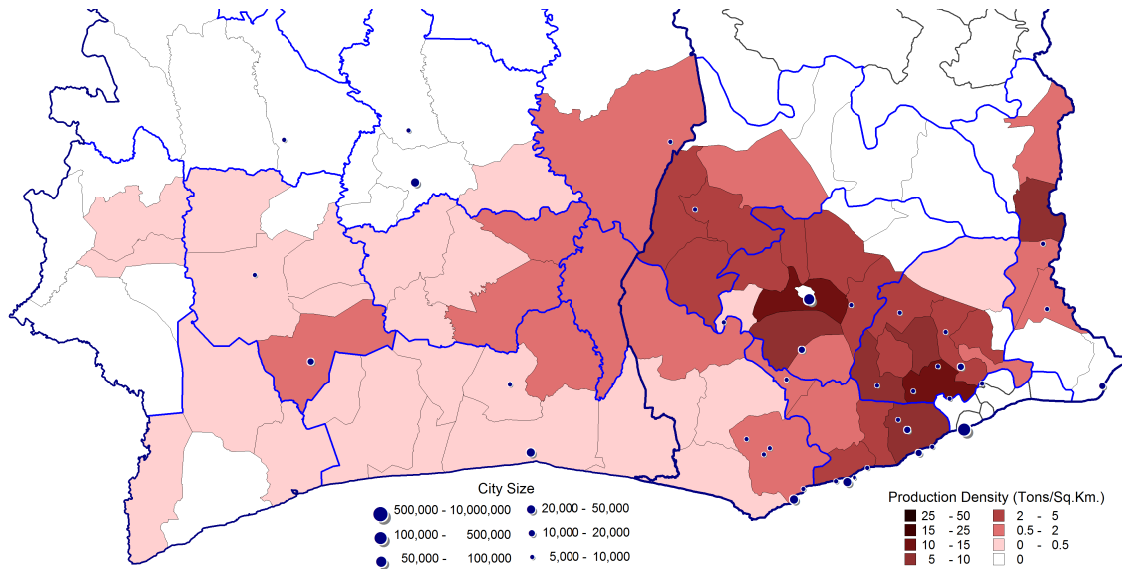 City Size
500,000 - 10,000,000
100,000 - 500,000
50,000 - 100,000
20,000 - 50,000
10,000 - 20,000
5,000 - 10,000
Production Density (Tons/Sq.Km.)
25 - 50
15 - 25
10 - 15
5 - 10
2 - 5
0.5 - 2
0 - 0.5
0